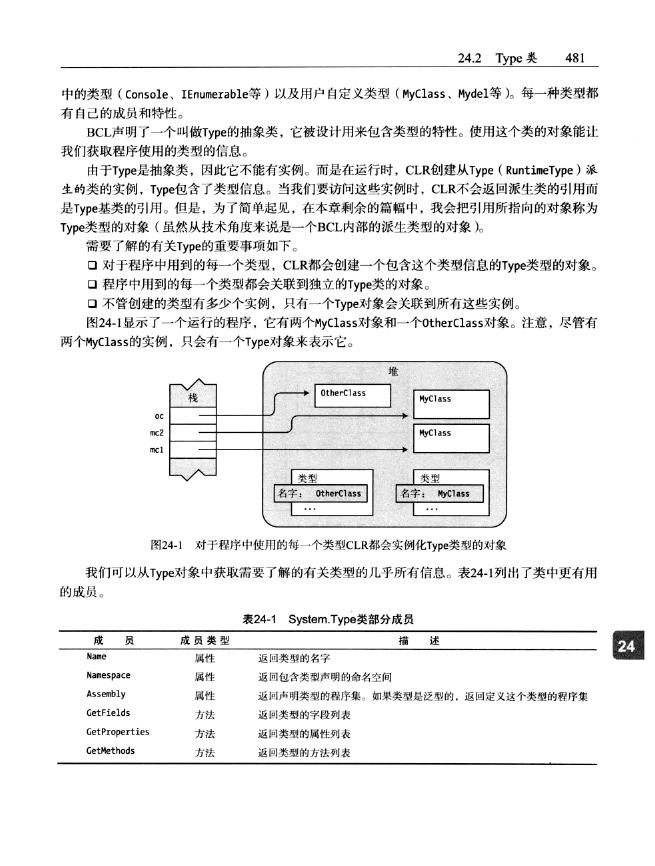 24.2 Type 类 481
中的类型（Console、IEnumerable等）以及用户自定义类型（MyClass、Mydel等）。每一种类型都
有自己的成员和特性。
BCL声明了一个叫做Type的抽象类，它被设计用来包含类型的特性。使用这个类的对象能让
我们获取程序使用的类型的信息。
由于Type是抽象类，因此它不能有实例。而是在运行时，CLR创建从Type（RuntimeType）派
生的类的实例，Type包含了类型信息。当我们要访问这些实例时，CLR不会返回派生类的引用而
是Type基类的引用。但是，为了简单起见，在本章剩余的篇幅中，我会把引用所指向的对象称为
Type类型的对象（虽然从技术角度来说是一个BCL内部的派生类型的对象）。
需要了解的有关Type的重要事项如下。
❑ 对于程序中用到的每一个类型，CLR都会创建一个包含这个类型信息的Type类型的对象。
❑ 程序中用到的每一个类型都会关联到独立的Type类的对象。
❑ 不管创建的类型有多少个实例，只有一个Type对象会关联到所有这些实例。
图24-1显示了一个运行的程序，它有两个MyClass对象和一个OtherClass对象。注意，尽管有
两个MyClass的实例，只会有一个Type对象来表示它。
堆
栈
OtherClass
MyClass
oc
mc2
MyClass
mc1
类型
类型
名字： OtherClass
名字： MyClass
...
...
图24-1 对于程序中使用的每一个类型CLR都会实例化Type类型的对象
我们可以从Type对象中获取需要了解的有关类型的几乎所有信息。表24-1列出了类中更有用
的成员。
表24-1 System.Type类部分成员
成 员 成员类型 描 述
24
Name 属性 返回类型的名字
Namespace 属性 返回包含类型声明的命名空间
Assembly 属性 返回声明类型的程序集。如果类型是泛型的，返回定义这个类型的程序集
GetFields 方法 返回类型的字段列表
GetProperties 方法 返回类型的属性列表
GetMethods 方法 返回类型的方法列表